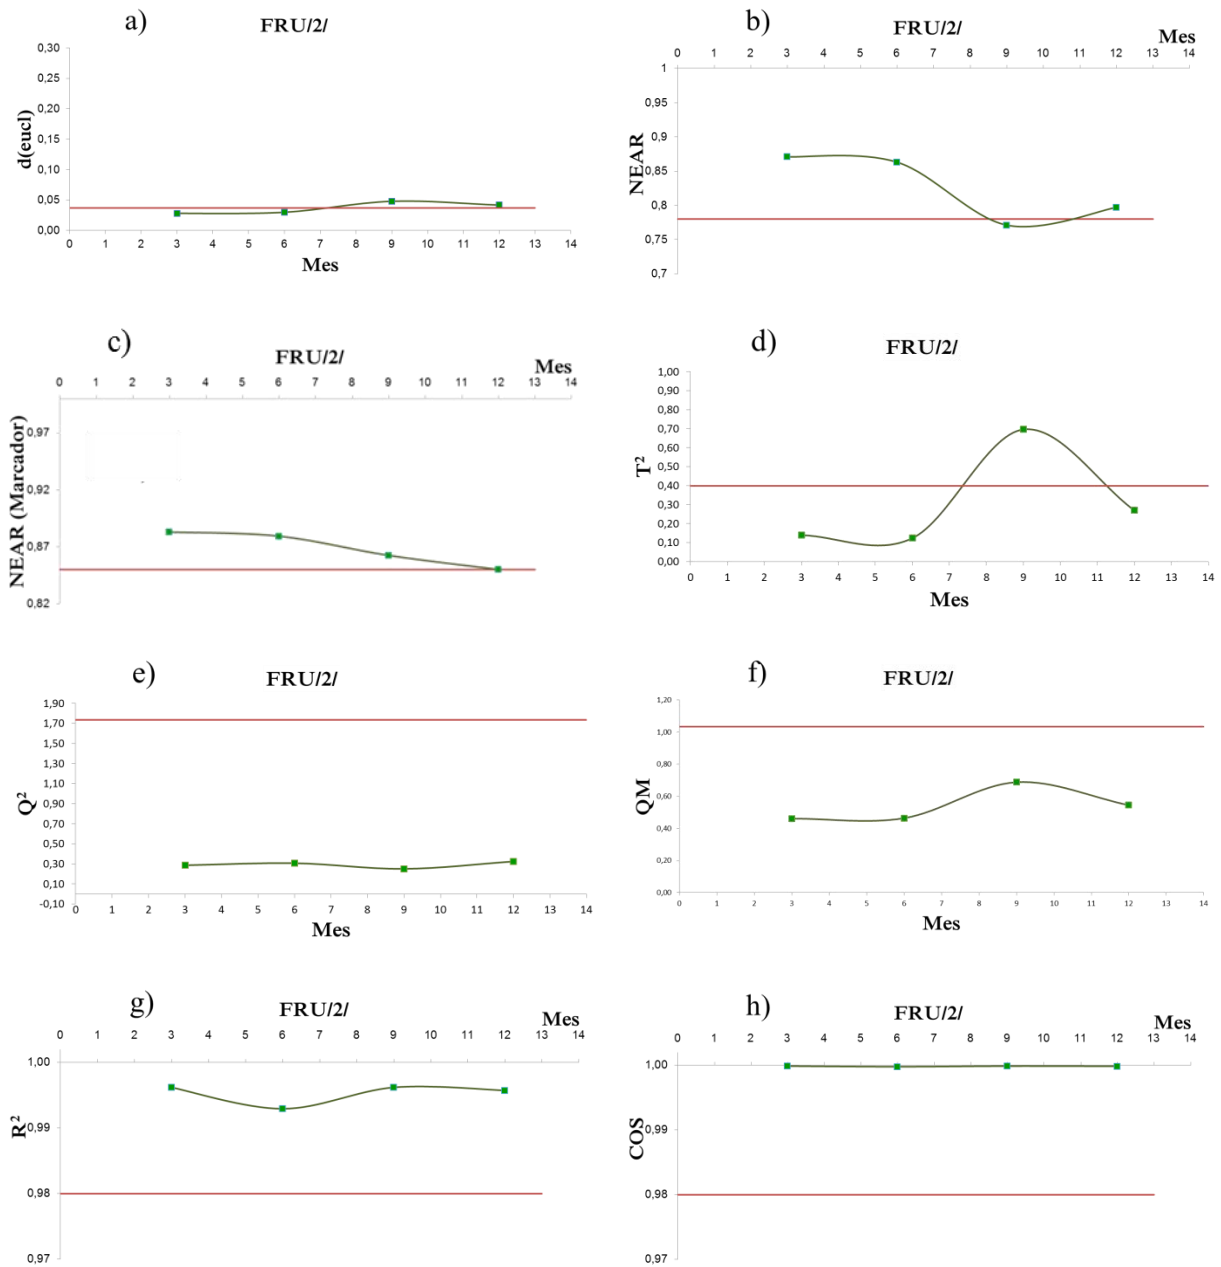 a)
FRU/2/
0,30
0,25
0,20
0,15
0,10
0,05
0,00
d(eucl)
0 1 2 3 4 5 6 7 8 9 10 11 12 13 14
Mes
b)
FRU/2/
Mes
0 1 2 3 4 5 6 7 8 9 10 11 12 13 14
1
0,95
0,9
0,85
0,8
0,75
0,7
NEAR
c)
FRU/2/
Mes
0 1 2 3 4 5 6 7 8 9 10 11 12 13 14
0,97
0,92
0,87
0,82
NEAR (Marcador)
d)
FRU/2/
1,00
0,90
0,80
0,70
0,60
0,50
0,40
0,30
0,20
0,10
0,00
T²
0 1 2 3 4 5 6 7 8 9 10 11 12 13 14
Mes
e)
FRU/2/
1,90
1,70
1,50
1,30
1,10
0,90
0,70
0,50
0,30
0,10
-0,10
Q²
0 1 2 3 4 5 6 7 8 9 10 11 12 13 14
Mes
f)
FRU/2/
1,20
1,00
0,80
0,60
0,40
0,20
0,00
QM
0 1 2 3 4 5 6 7 8 9 10 11 12 13 14
Mes
g)
FRU/2/
Mes
0 1 2 3 4 5 6 7 8 9 10 11 12 13 14
1,00
0,99
0,98
0,97
R²
h)
FRU/2/
Mes
0 1 2 3 4 5 6 7 8 9 10 11 12 13 14
1,00
0,99
0,98
0,97
COS